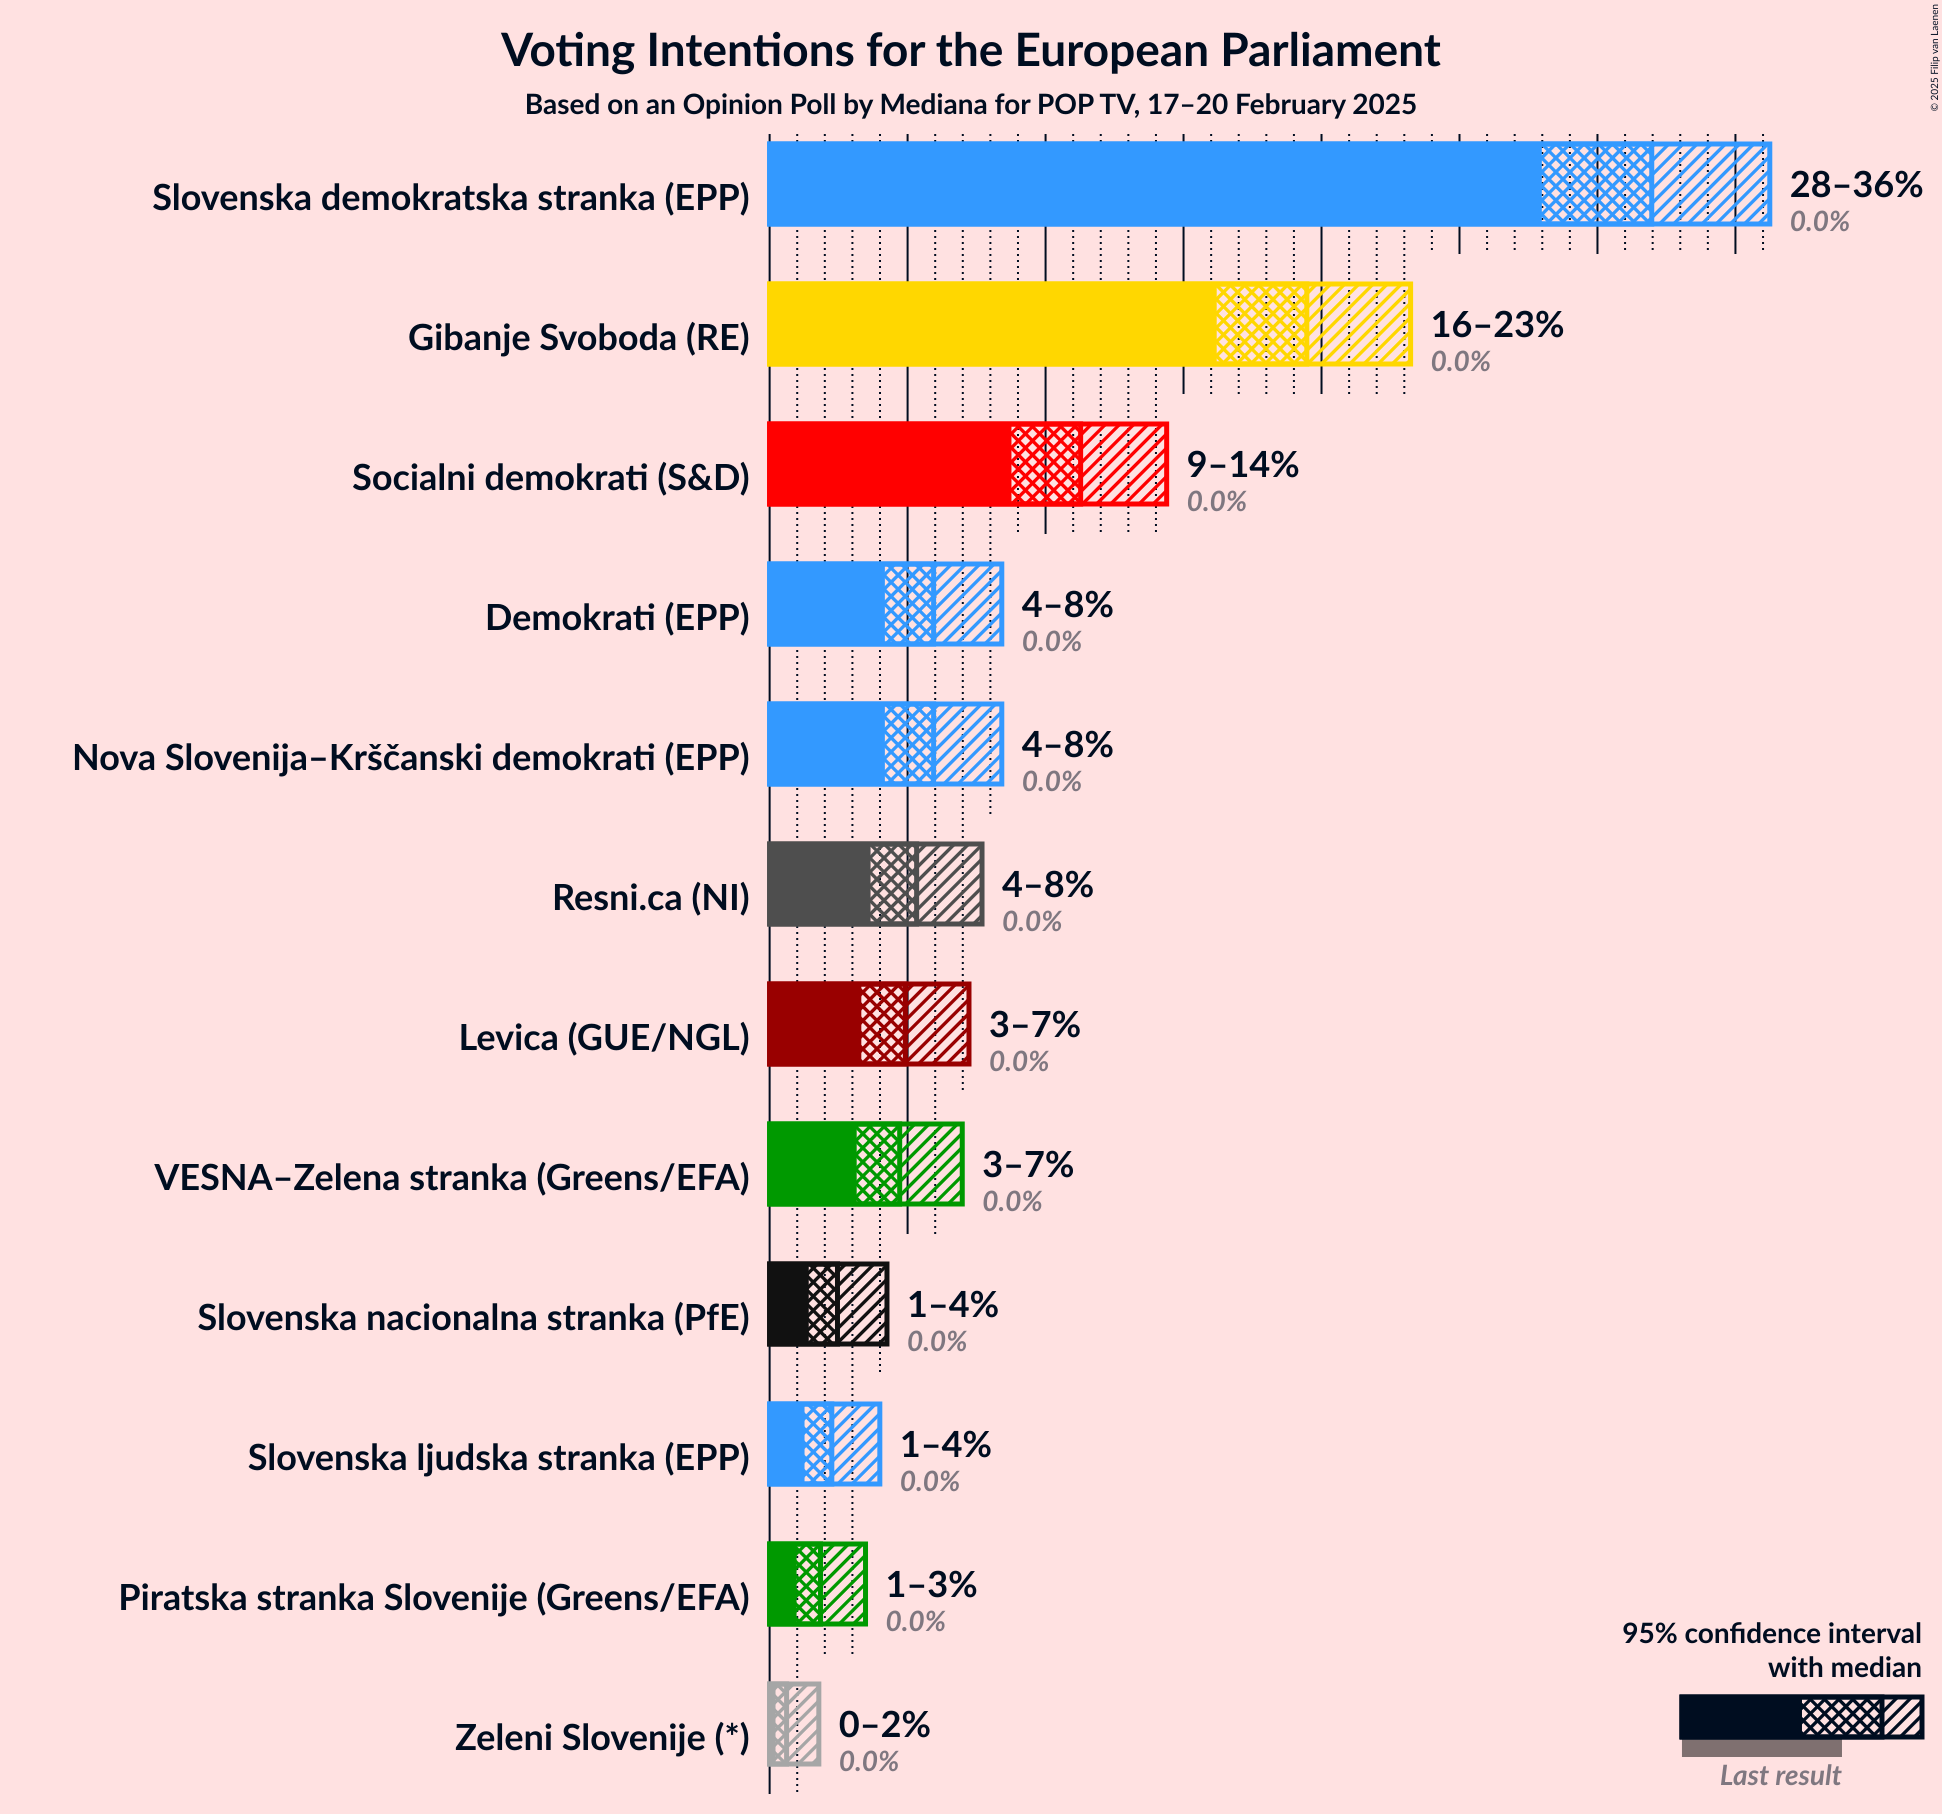 Voting Intentions for the European Parliament
Based on an Opinion Poll by Mediana for POP TV, 17–20 February 2025
© 2025 Filip van Laenen
Slovenska demokratska stranka (EPP)
28–36%
0.0%
Gibanje Svoboda (RE)
16–23%
0.0%
Socialni demokrati (S&D)
9–14%
0.0%
Demokrati (EPP)
4–8%
0.0%
Nova Slovenija–Krščanski demokrati (EPP)
4–8%
0.0%
Resni.ca (NI)
4–8%
0.0%
Levica (GUE/NGL)
3–7%
0.0%
VESNA–Zelena stranka (Greens/EFA)
3–7%
0.0%
Slovenska nacionalna stranka (PfE)
1–4%
0.0%
Slovenska ljudska stranka (EPP)
1–4%
0.0%
Piratska stranka Slovenije (Greens/EFA)
1–3%
0.0%
Zeleni Slovenije (*)
0–2%
0.0%
95% confidence interval
with median
Last result